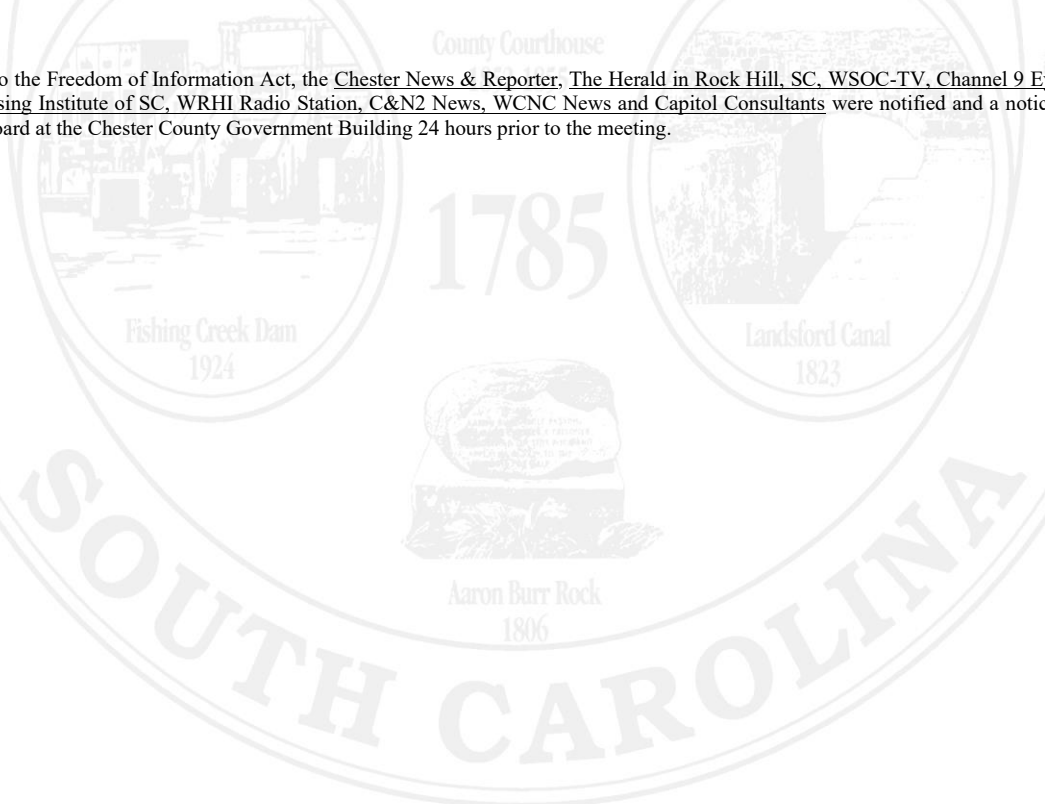 County Courthouse
o the Freedom of Information Act, the Chester News & Reporter, The Herald in Rock Hill, SC, WSOC-TV, Channel 9 E
sing Institute of SC, WRHI Radio Station, C&N2 News, WCNC News and Capitol Consultants were notified and a notic
oard at the Chester County Government Building 24 hours prior to the meeting.
1785
Fishing Creek Dam
1924
Landsford Canal
1823
Aaron Burr Rock
1806
SOUTH CAROLINA